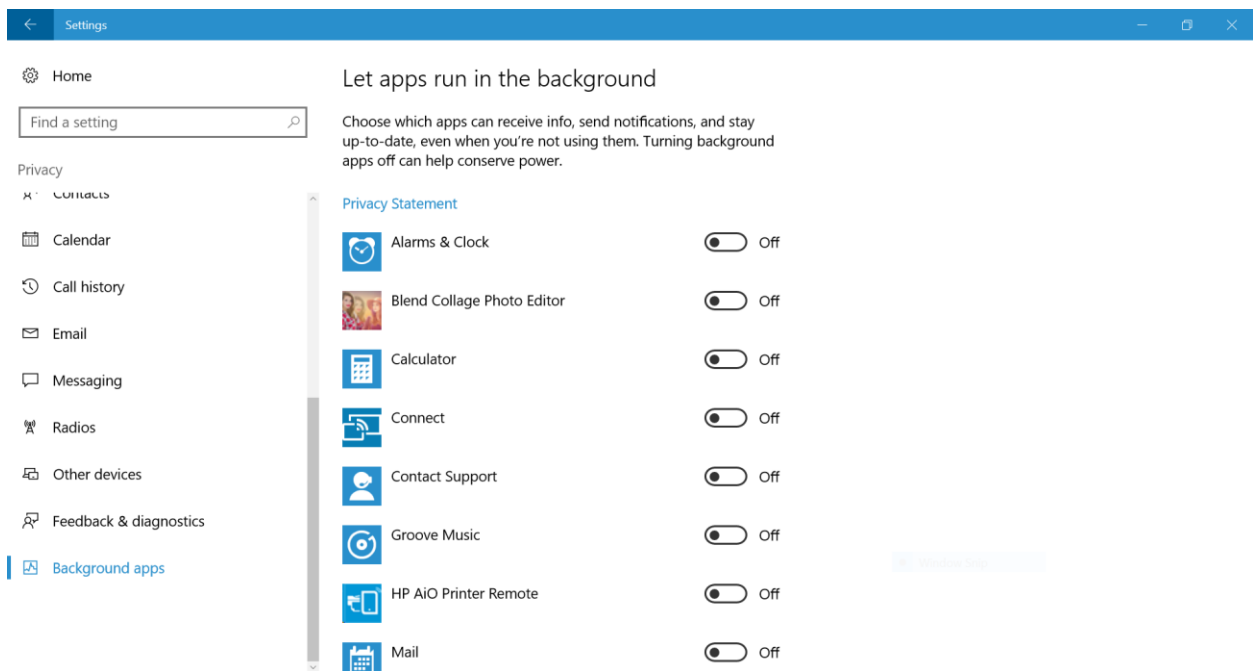 Settings
Home
Find a setting
Privacy
Contacts
Calendar
Call history
Email
Messaging
Radios
Other devices
Feedback & diagnostics
Background apps
Let apps run in the background
Choose which apps can receive info, send notifications, and stay
up-to-date, even when you're not using them. Turning background
apps off can help conserve power.
Privacy Statement
Alarms & Clock Off
Blend Collage Photo Editor Off
Calculator Off
Connect Off
Contact Support Off
Groove Music Off
HP AiO Printer Remote Off
Mail Off